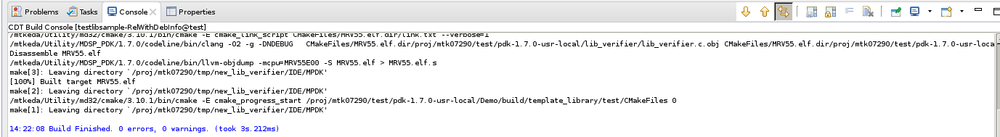 Problems Tasks Console Properties
CDT Build Console [testlibsample-RelWithDebInfo@test]
/mtkeda/Utility/md32/cmake/3.10.1/bin/cmake -E cmake_link_script CMakeFiles/MRV55.elf.dir/link.txt --verbose=1
/mtkeda/Utility/MDSP_PDK/1.7.0/codeline/bin/clang -O2 -g -DNDEBUG   CMakeFiles/MRV55.elf.dir/proj/mtk07290/test/pdk-1.7.0-usr-local/lib_verifier/lib_verifier.c.obj CMakeFiles/MRV55.elf.dir/proj/mtk07290/test/pdk-1.7.0-usr-loca
Disassemble MRV55.elf
/mtkeda/Utility/MDSP_PDK/1.7.0/codeline/bin/llvm-objdump -mcpu=MRV55E00 -S MRV55.elf > MRV55.elf.s
make[3]: Leaving directory `/proj/mtk07290/tmp/new_lib_verifier/IDE/MPDK'
[100%] Built target MRV55.elf
make[2]: Leaving directory `/proj/mtk07290/tmp/new_lib_verifier/IDE/MPDK'
/mtkeda/Utility/md32/cmake/3.10.1/bin/cmake -E cmake_progress_start /proj/mtk07290/test/pdk-1.7.0-usr-local/Demo/build/template_library/test/CMakeFiles 0
make[1]: Leaving directory `/proj/mtk07290/tmp/new_lib_verifier/IDE/MPDK'
14:22:08 Build Finished. 0 errors, 0 warnings. (took 3s.212ms)